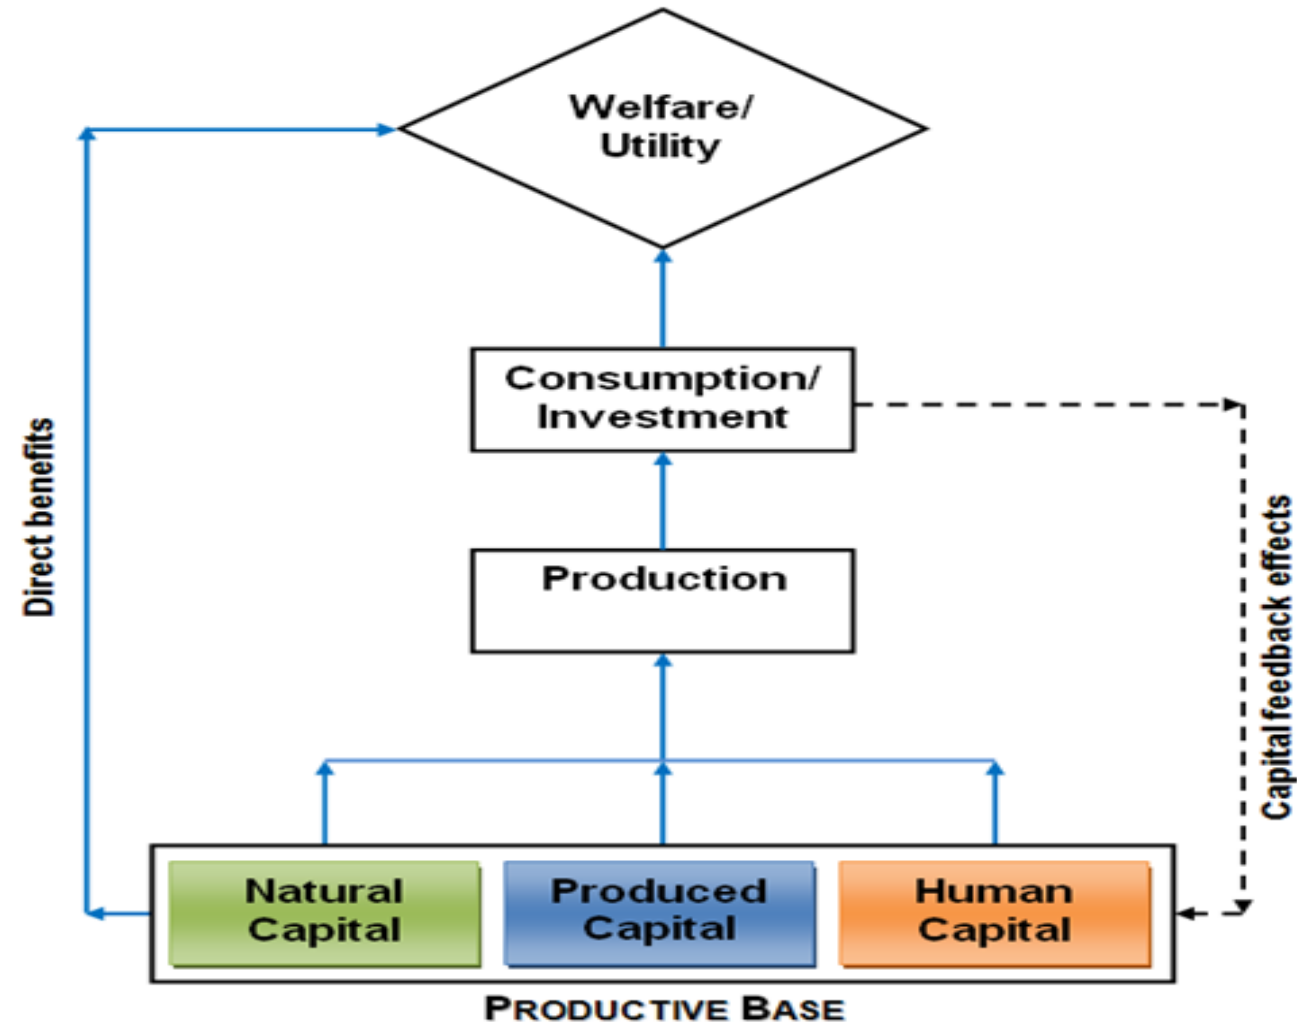 Welfare/
Utility
Consumption/
Investment
Direct benefits
Capital feedback effects
Production
Natural
Capital
Produced
Capital
Human
Capital
PRODUCTIVE BASE